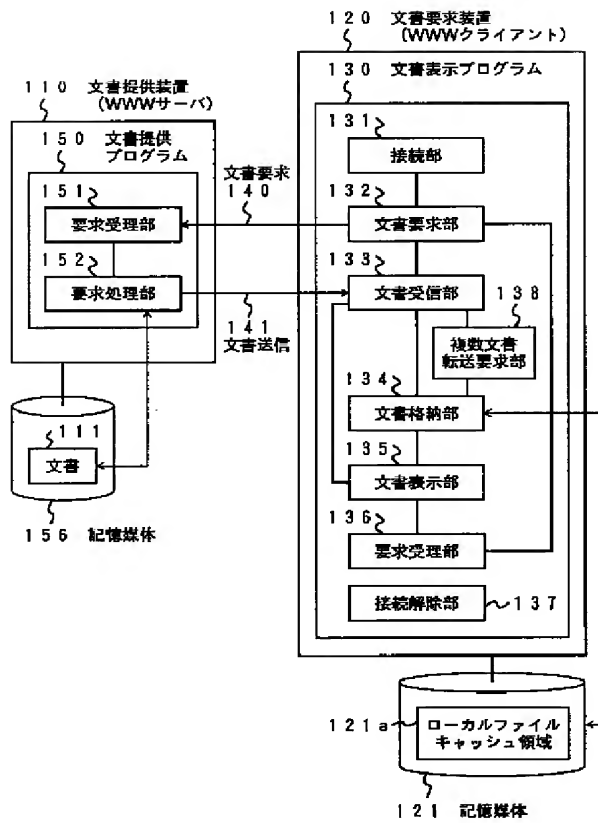 120 文書要求装置
(WWWクライアント)
130 文書表示プログラム
110 文書提供装置
(WWWサーバ)
150 文書提供
プログラム
131
接続部
文書要求
140
151
要求受理部
132
文書要求部
152
要求処理部
133
文書受信部
138
141
文書送信
複数文書
転送要求部
134
文書格納部
111
文書
135
文書表示部
156 記憶媒体
136
要求受理部
接続解除部
137
121a
ローカルファイル
キャッシュ領域
121 記憶媒体